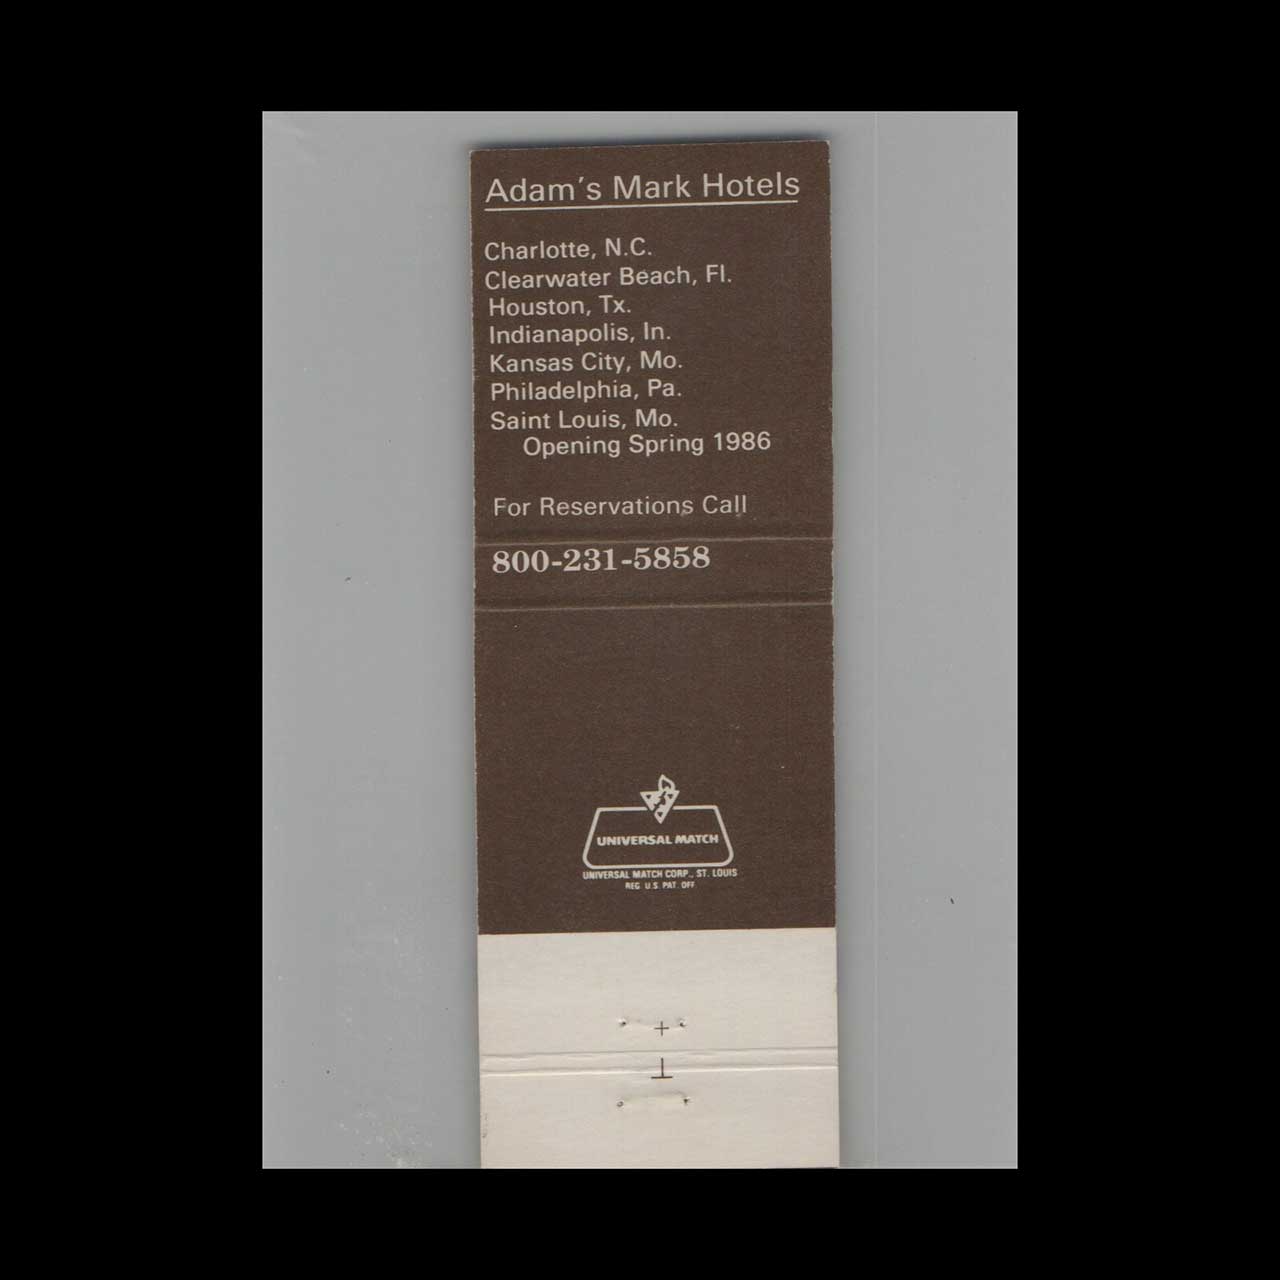 Adam's Mark Hotels
Charlotte, N.C.
Clearwater Beach, Fl.
Houston, Tx.
Indianapolis, In.
Kansas City, Mo.
Philadelphia, Pa.
Saint Louis, Mo.
Opening Spring 1986
For Reservations Call
800-231-5858
UNIVERSAL MATCH
UNIVERSAL MATCH CORP., ST. LOUIS
REG. U.S. PAT. OFF.